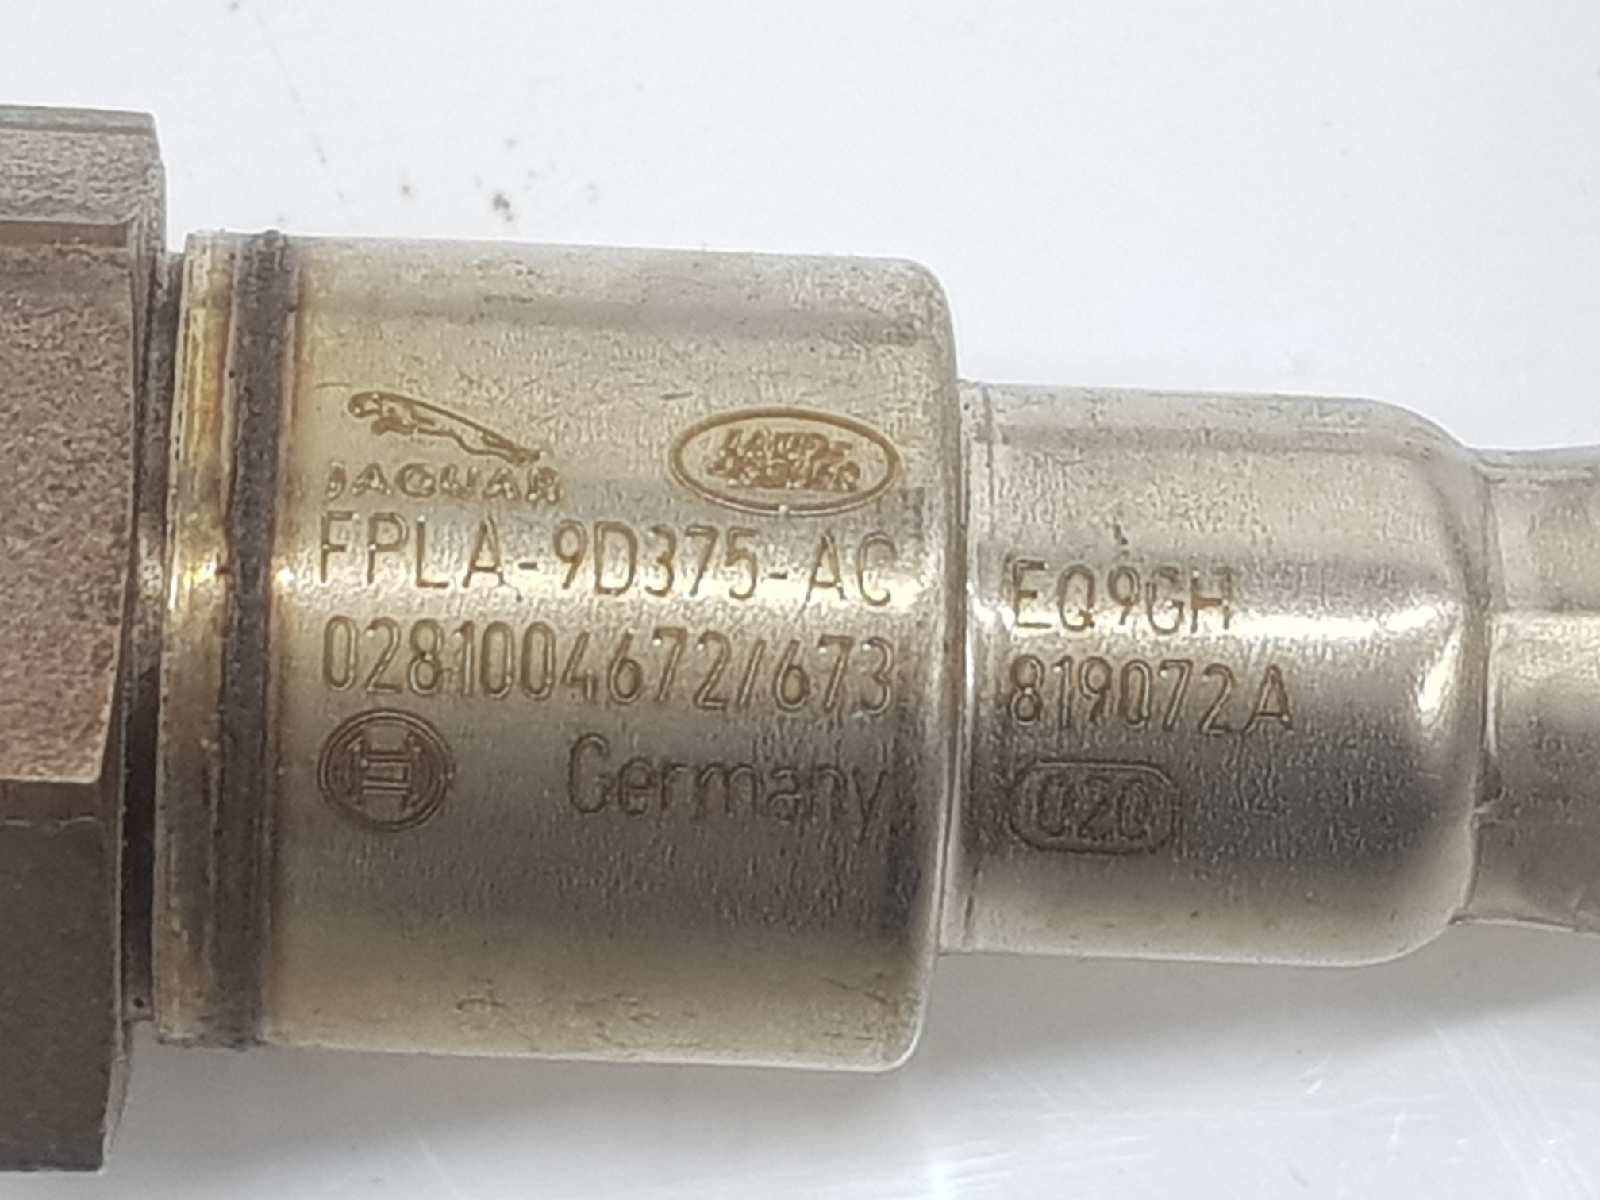 JAGUAR
LAND-
ROVER
FPLA-9D375-AC
0281004672/673
Germany
EQ9GH
819072A
020